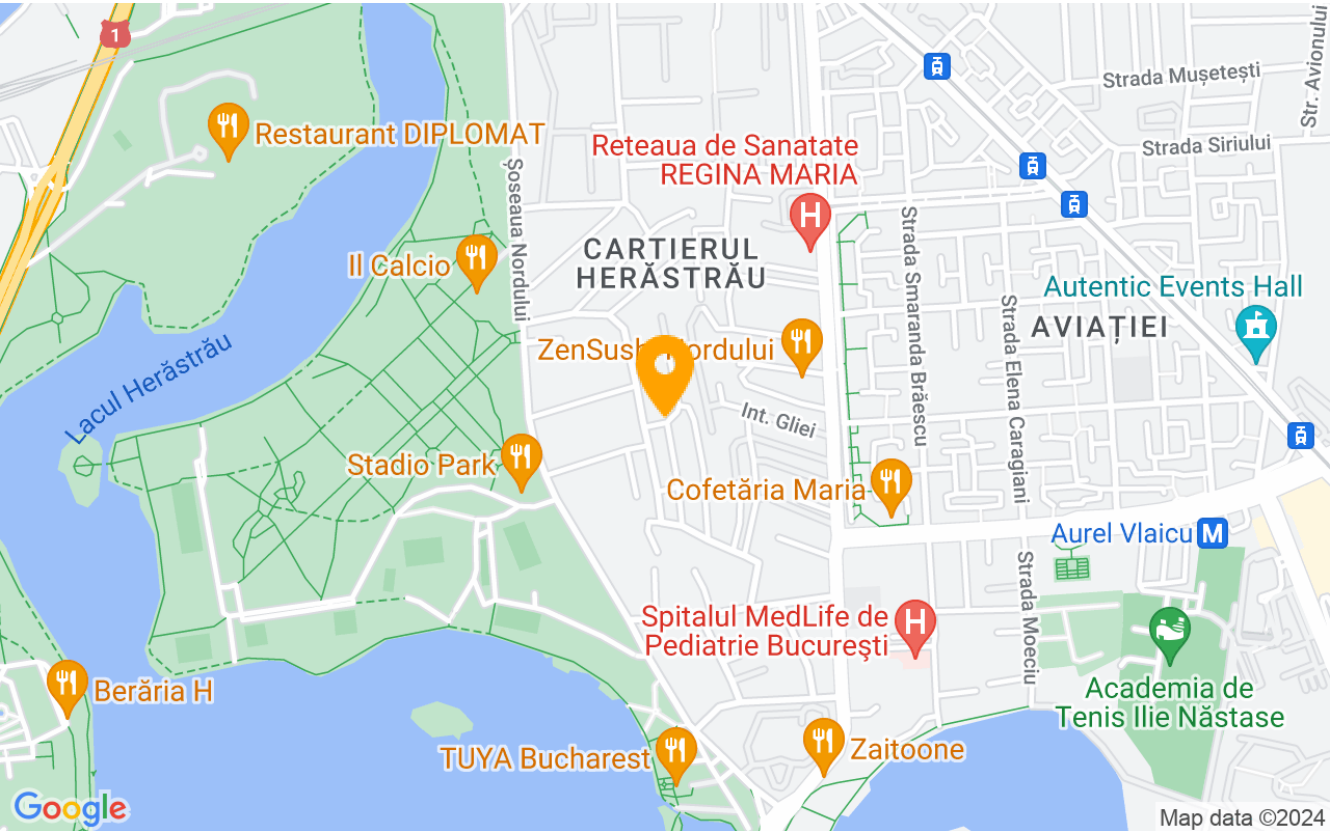 1
Strada Mușetești
Str. Avionului
Restaurant DIPLOMAT
Reteaua de Sanatate
REGINA MARIA
H
Strada Siriului
Șoseaua Nordului
CARTIERUL
HERĂSTRĂU
Il Calcio
Strada Smaranda Brăescu
Autentic Events Hall
AVIAȚIEI
Strada Elena Caragiani
Lacul Herăstrău
ZenSushi Nordului
Int. Gliei
Stadio Park
Cofetăria Maria
Aurel Vlaicu M
Strada Moeciu
Spitalul MedLife de
Pediatrie Bucureşti
H
Berăria H
Academia de
Tenis Ilie Năstase
TUYA Bucharest
Zaitoone
Google
Map data ©2024